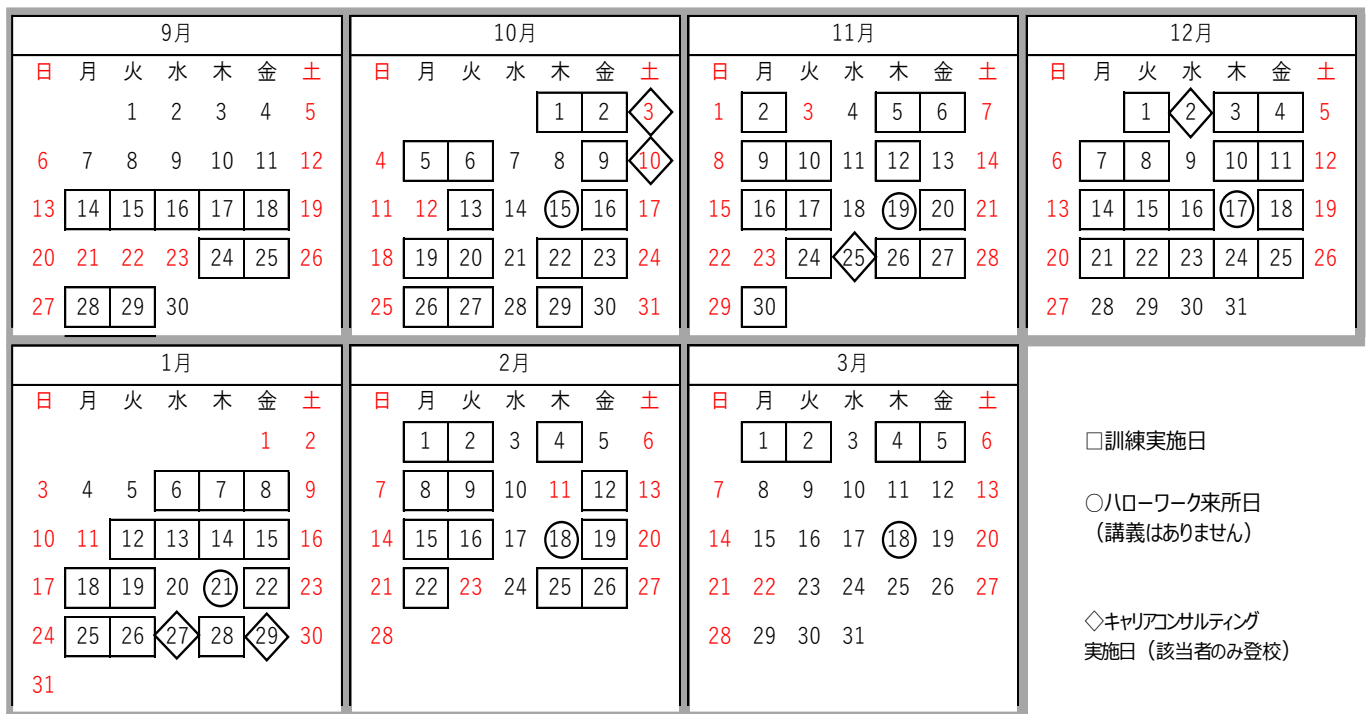 9月
日 月 火 水 木 金 土
1 2 3 4 5
6 7 8 9 10 11 12
13 14 15 16 17 18 19
20 21 22 23 24 25 26
27 28 29 30
10月
日 月 火 水 木 金 土
1 2 3
4 5 6 7 8 9 10
11 12 13 14 15 16 17
18 19 20 21 22 23 24
25 26 27 28 29 30 31
11月
日 月 火 水 木 金 土
1 2 3 4 5 6 7
8 9 10 11 12 13 14
15 16 17 18 19 20 21
22 23 24 25 26 27 28
29 30
12月
日 月 火 水 木 金 土
1 2 3 4 5
6 7 8 9 10 11 12
13 14 15 16 17 18 19
20 21 22 23 24 25 26
27 28 29 30 31
1月
日 月 火 水 木 金 土
1 2
3 4 5 6 7 8 9
10 11 12 13 14 15 16
17 18 19 20 21 22 23
24 25 26 27 28 29 30
31
2月
日 月 火 水 木 金 土
1 2 3 4 5 6
7 8 9 10 11 12 13
14 15 16 17 18 19 20
21 22 23 24 25 26 27
28
3月
日 月 火 水 木 金 土
1 2 3 4 5 6
7 8 9 10 11 12 13
14 15 16 17 18 19 20
21 22 23 24 25 26 27
28 29 30 31
□訓練実施日
○ハローワーク来所日
（講義はありません）
◇キャリアコンサルティング
実施日（該当者のみ登校）